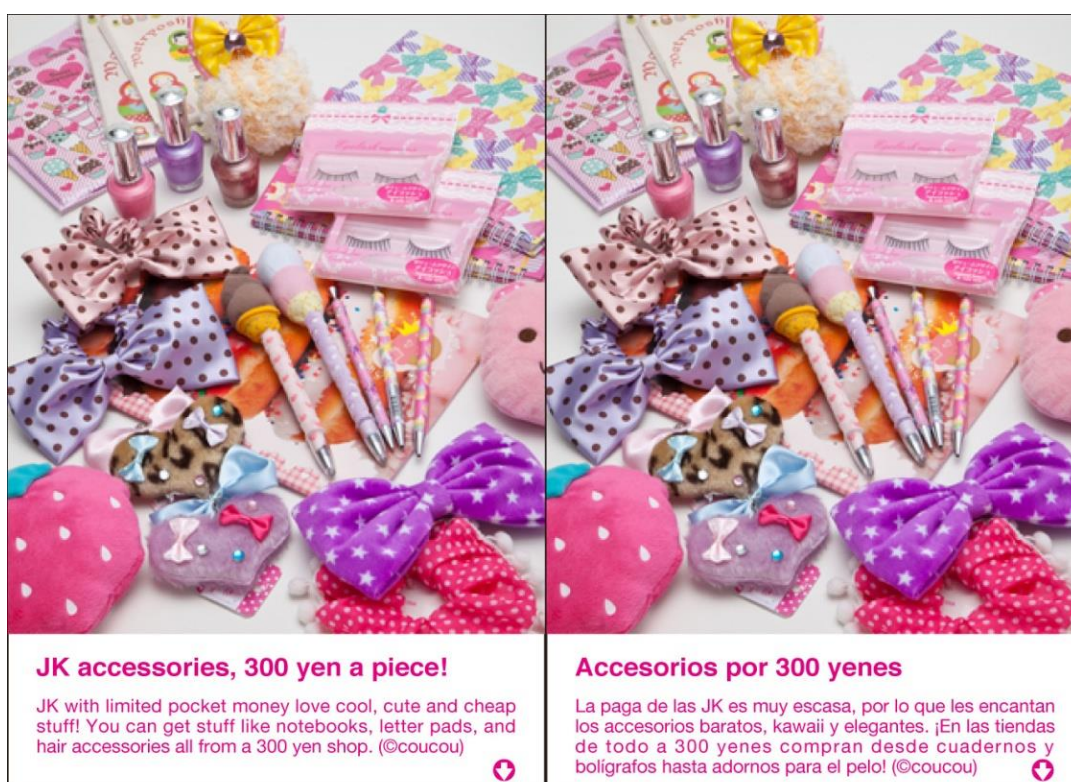 Matryosh
JK accessories, 300 yen a piece!
JK with limited pocket money love cool, cute and cheap
stuff! You can get stuff like notebooks, letter pads, and
hair accessories all from a 300 yen shop. (©coucou)
Accesorios por 300 yenes
La paga de las JK es muy escasa, por lo que les encantan
los accesorios baratos, kawaii y elegantes. ¡En las tiendas
de todo a 300 yenes compran desde cuadernos y
bolígrafos hasta adornos para el pelo! (©coucou)